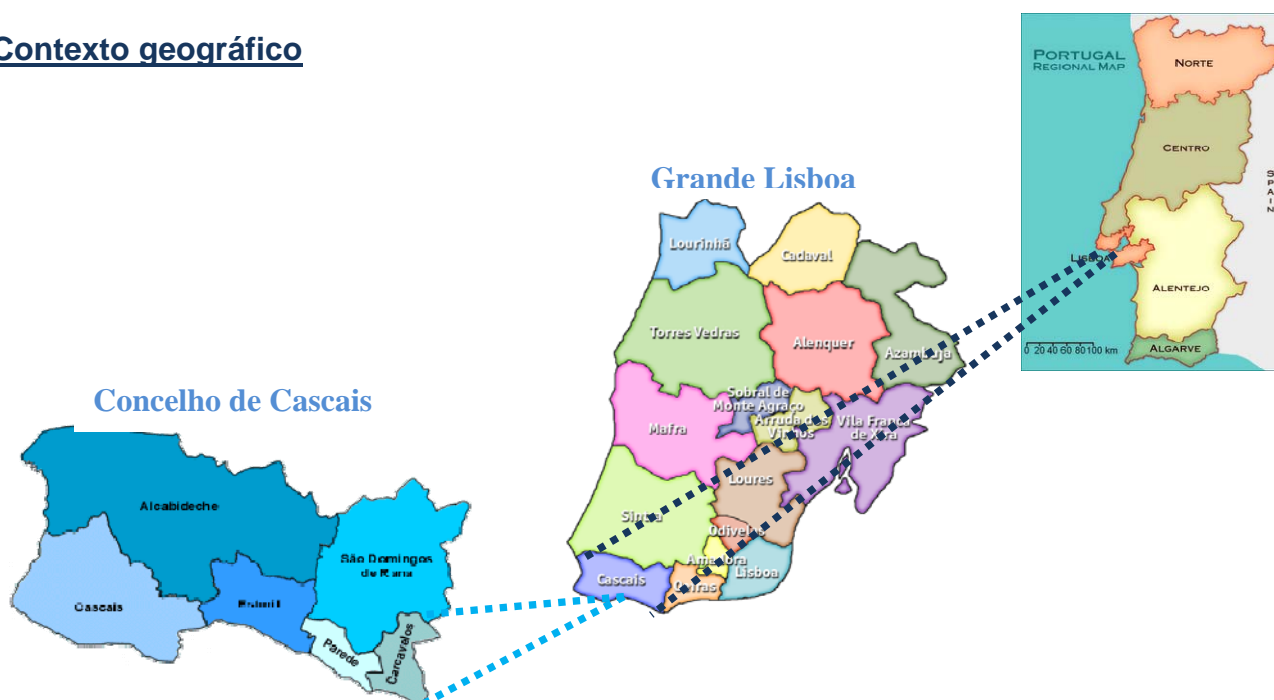 Contexto geográfico
PORTUGAL
REGIONAL MAP
NORTE
CENTRO
SPAIN
LISBOA
ALENTEJO
ALGARVE
0 20 40 60 80 100 km
Grande Lisboa
Lourinhã
Cadaval
Torres Vedras
Alenquer
Azambuja
Sobral de
Monte Agraço
Arruda dos
Vinhos
Vila Franca
de Xira
Mafra
Loures
Sintra
Odivelas
Amadora
Lisboa
Cascais
Oeiras
Concelho de Cascais
Alcabideche
São Domingos
de Rana
Cascais
Estoril
Parede
Carcavalos